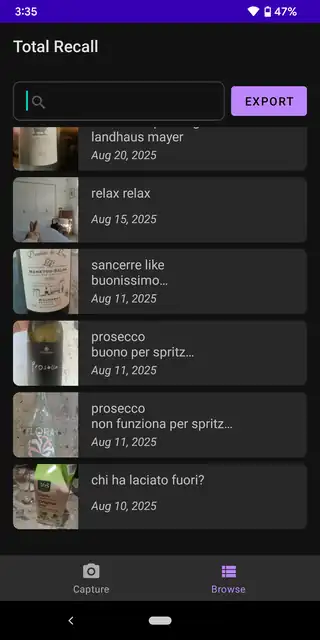 3:35
47%
Total Recall
EXPORT
landhaus mayer
Aug 20, 2025
relax relax
Aug 15, 2025
sancerre like
buonissimo…
Aug 11, 2025
prosecco
buono per spritz…
Aug 11, 2025
prosecco
non funziona per spritz…
Aug 11, 2025
chi ha laciato fuori?
Aug 10, 2025
Capture
Browse